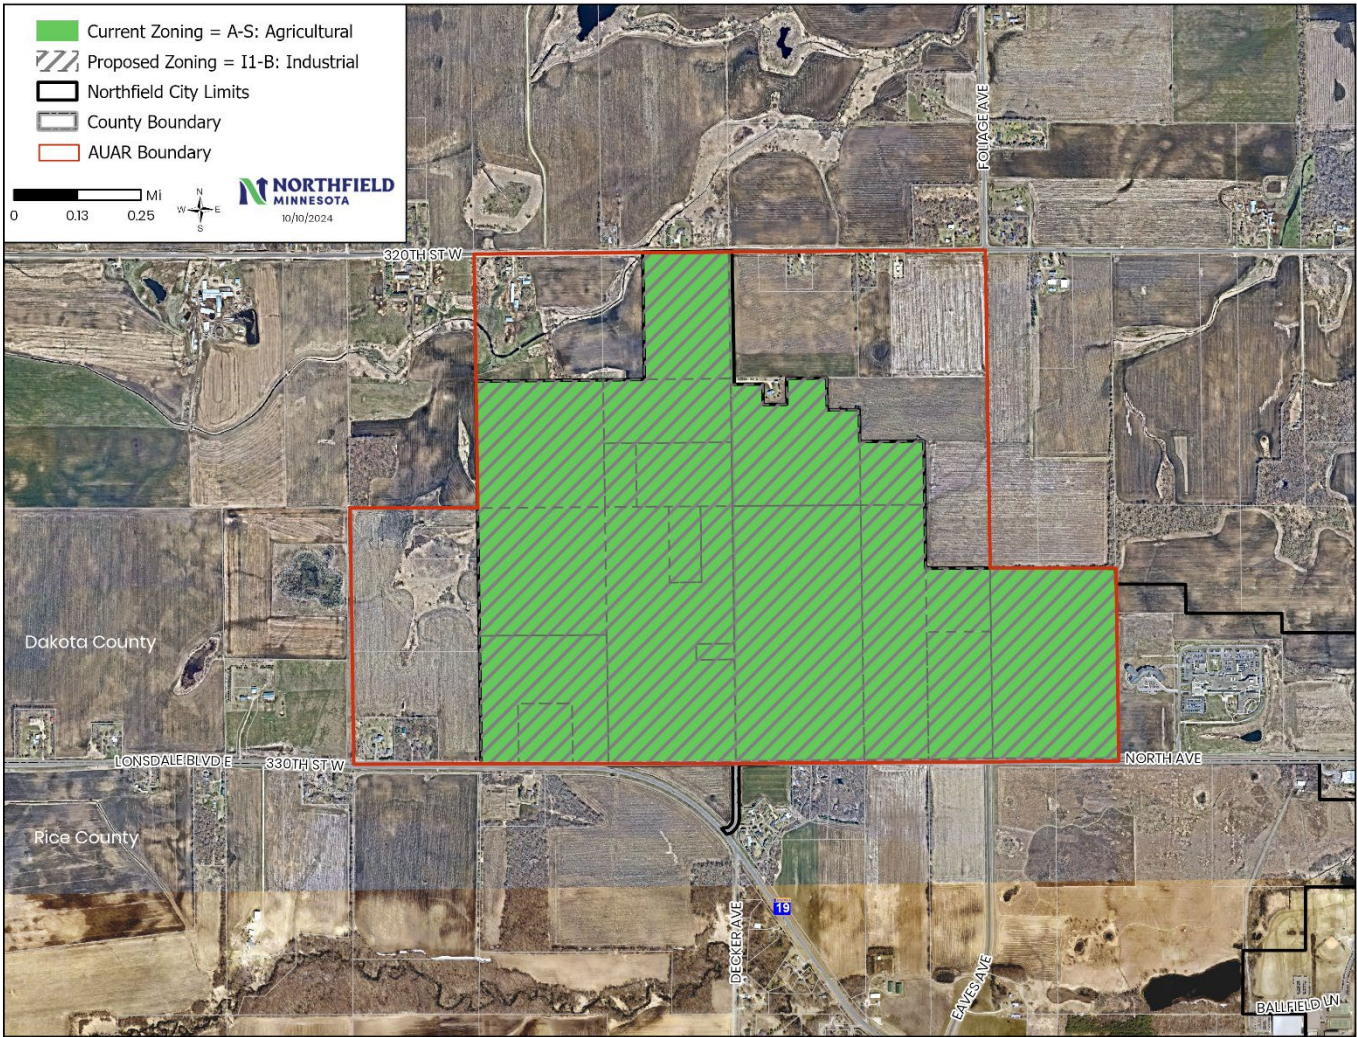 Current Zoning = A-S: Agricultural
Proposed Zoning = I1-B: Industrial
Northfield City Limits
County Boundary
AUAR Boundary
Mi
0 0.13 0.25
N
W E
S
NORTHFIELD
MINNESOTA
10/10/2024
FOLIAGE AVE
320TH ST W
Dakota County
LONSDALE BLVD E
330TH ST W
NORTH AVE
Rice County
19
DECKER AVE
EAVES AVE
BALLFIELD LN